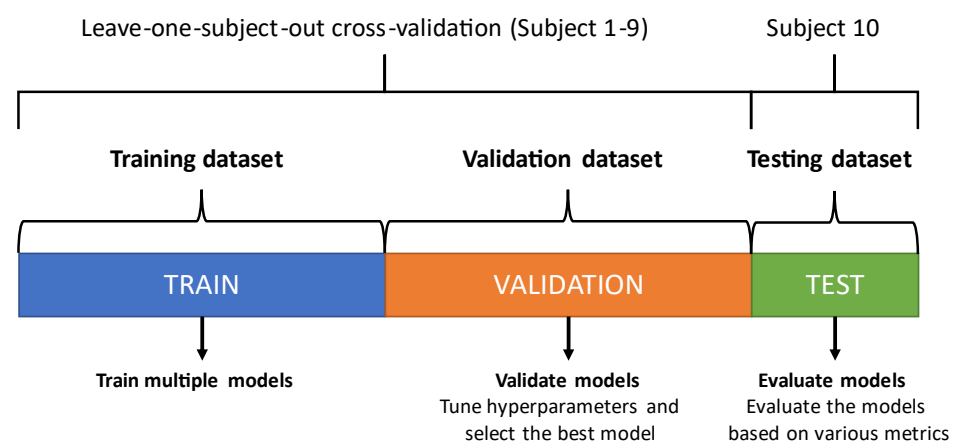 Leave-one-subject-out cross-validation (Subject 1-9)
Subject 10
Training dataset
Validation dataset
Testing dataset
TRAIN
VALIDATION
TEST
Train multiple models
Validate models
Tune hyperparameters and
select the best model
Evaluate models
Evaluate the models
based on various metrics